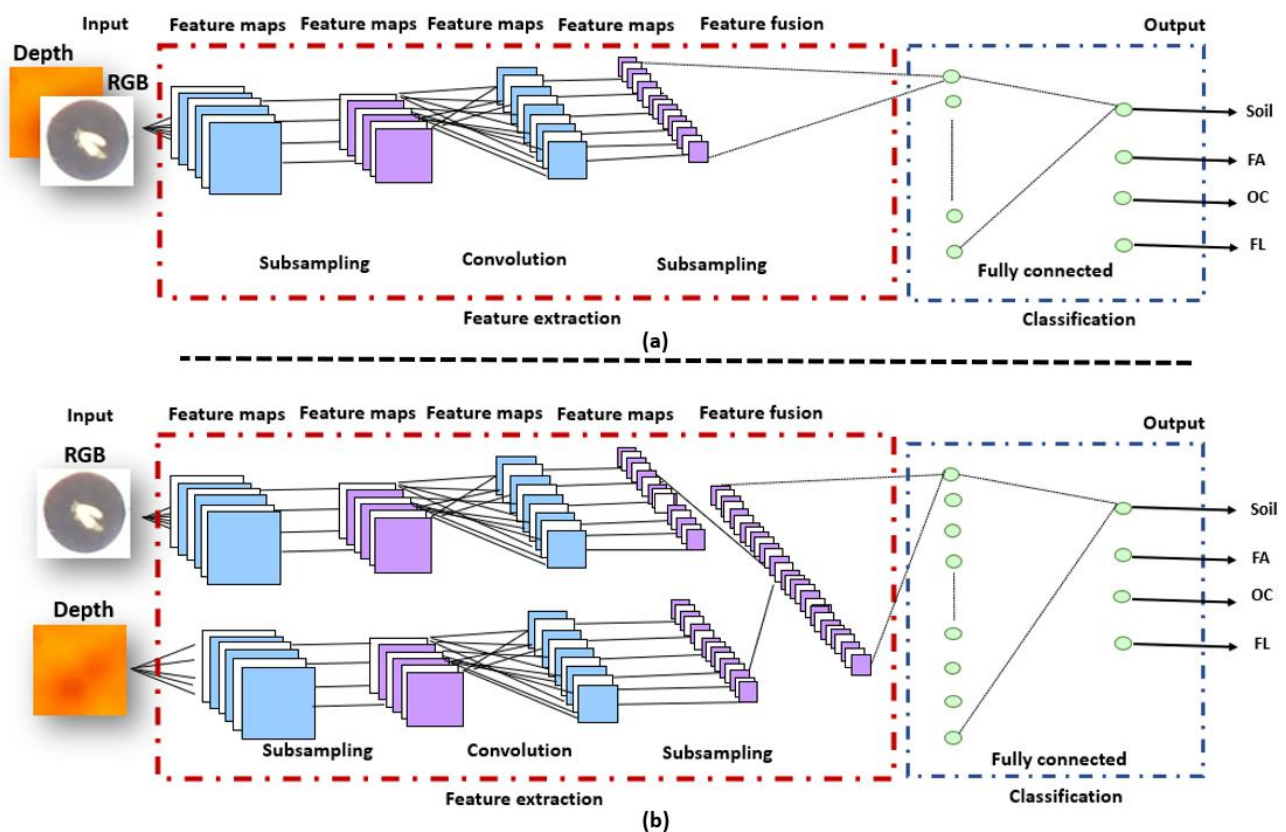 Input Feature maps Feature maps Feature maps Feature maps Feature fusion Output
Depth
RGB
Soil
FA
OC
FL
Subsampling Convolution Subsampling Fully connected
Feature extraction Classification
(a)
Input Feature maps Feature maps Feature maps Feature maps Feature fusion Output
RGB
Soil
FA
OC
Depth
FL
Subsampling Convolution Subsampling Fully connected
Feature extraction Classification
(b)